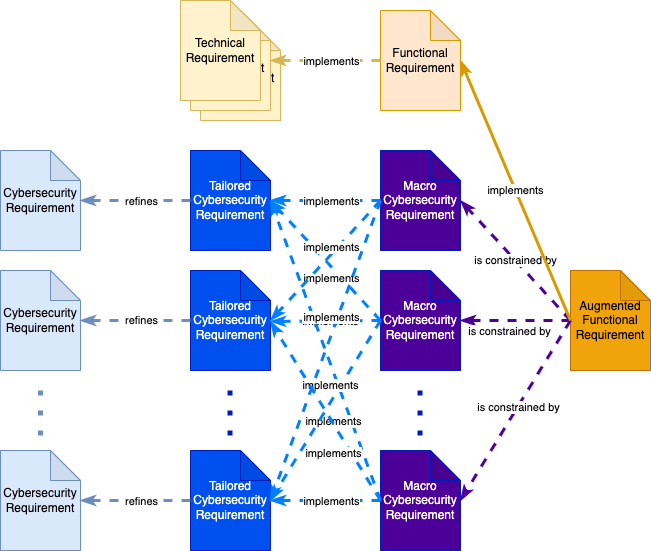 Technical
Requirement
t
t
implements
Functional
Requirement
Cybersecurity
Requirement
refines
Tailored
Cybersecurity
Requirement
implements
Macro
Cybersecurity
Requirement
implements
implements
is constrained by
implements
Cybersecurity
Requirement
refines
Tailored
Cybersecurity
Requirement
implements
implements
Macro
Cybersecurity
Requirement
is constrained by
Augmented
Functional
Requirement
implements
implements
implements
is constrained by
Cybersecurity
Requirement
refines
Tailored
Cybersecurity
Requirement
implements
Macro
Cybersecurity
Requirement